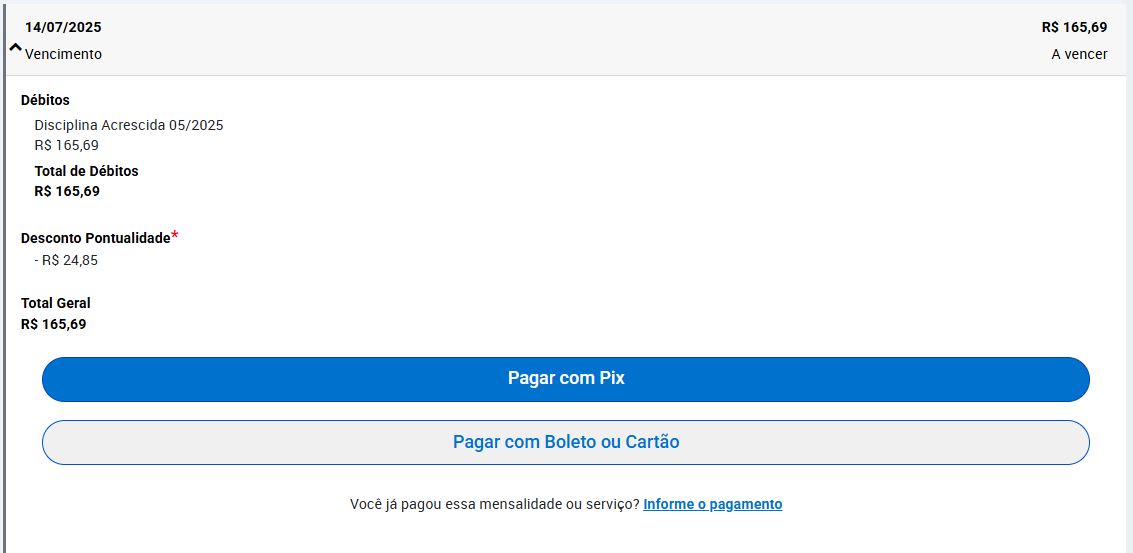 14/07/2025
R$ 165,69
Vencimento
A vencer
Débitos
Disciplina Acrescida 05/2025
R$ 165,69
Total de Débitos
R$ 165,69
Desconto Pontualidade*
- R$ 24,85
Total Geral
R$ 165,69
Pagar com Pix
Pagar com Boleto ou Cartão
Você já pagou essa mensalidade ou serviço? Informe o pagamento